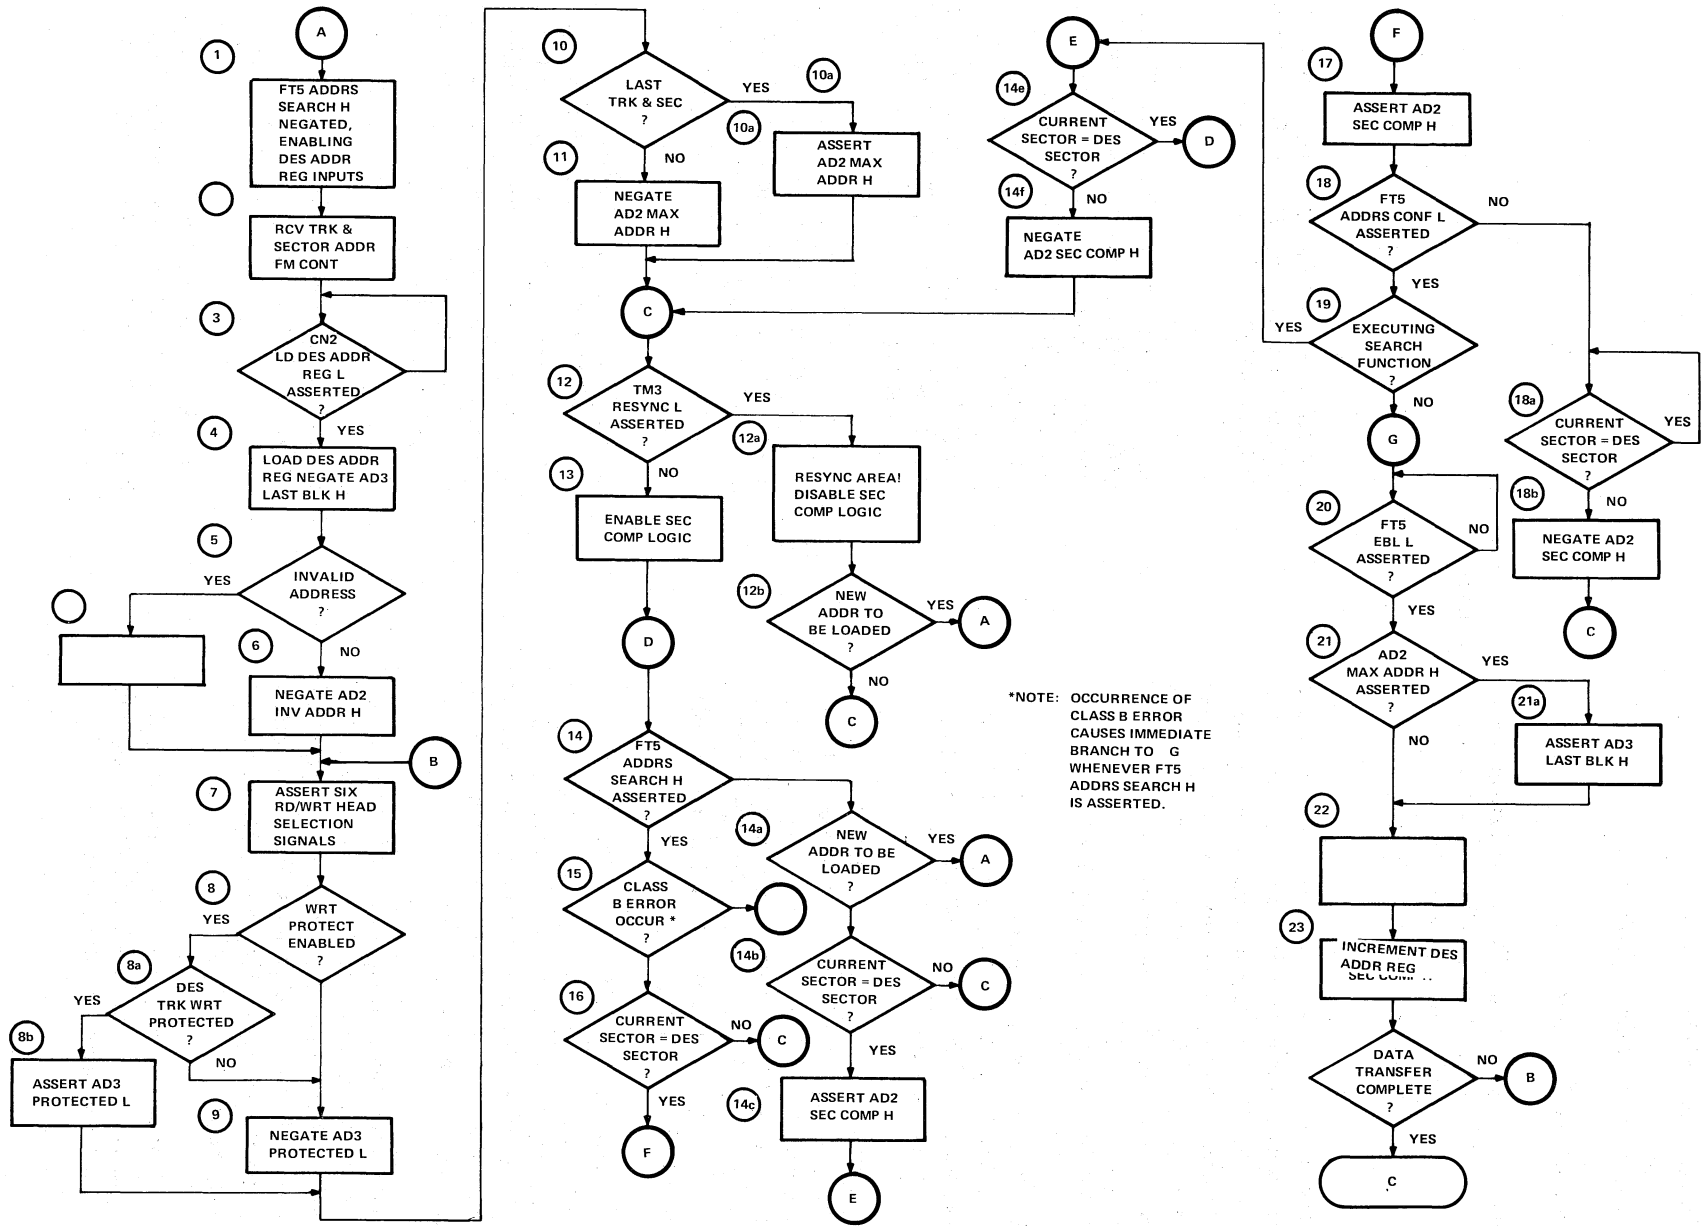 A
1
FT5 ADDRS
SEARCH H
NEGATED,
ENABLING
DES ADDR
REG INPUTS
RCV TRK &
SECTOR ADDR
FM CONT
3
CN2
LD DES ADDR
REG L
ASSERTED
?
YES
4
LOAD DES ADDR
REG NEGATE AD3
LAST BLK H
5
INVALID
ADDRESS
?
YES
NO
6
NEGATE AD2
INV ADDR H
B
7
ASSERT SIX
RD/WRT HEAD
SELECTION
SIGNALS
8
WRT
PROTECT
ENABLED
?
YES
8a
DES
TRK WRT
PROTECTED
?
YES
NO
8b
ASSERT AD3
PROTECTED L
9
NEGATE AD3
PROTECTED L
10
LAST
TRK & SEC
?
YES
10a
10a
ASSERT
AD2 MAX
ADDR H
NO
11
NEGATE
AD2 MAX
ADDR H
C
12
TM3
RESYNC L
ASSERTED
?
YES
12a
RESYNC AREA!
DISABLE SEC
COMP LOGIC
NO
13
ENABLE SEC
COMP LOGIC
12b
NEW
ADDR TO
BE LOADED
?
YES
A
NO
C
D
14
FT5
ADDRS
SEARCH H
ASSERTED
?
YES
14a
NEW
ADDR TO BE
LOADED
?
YES
A
15
CLASS
B ERROR
OCCUR *
?
14b
CURRENT
SECTOR = DES
SECTOR
?
NO
C
YES
16
CURRENT
SECTOR = DES
SECTOR
?
NO
C
YES
F
14c
ASSERT AD2
SEC COMP H
E
E
14e
CURRENT
SECTOR = DES
SECTOR
?
YES
D
NO
14f
NEGATE
AD2 SEC COMP H
*NOTE: OCCURRENCE OF
CLASS B ERROR
CAUSES IMMEDIATE
BRANCH TO G
WHENEVER FT5
ADDRS SEARCH H
IS ASSERTED.
F
17
ASSERT AD2
SEC COMP H
18
FT5
ADDRS CONF L
ASSERTED
?
NO
YES
19
EXECUTING
SEARCH
FUNCTION
?
YES
NO
G
18a
CURRENT
SECTOR = DES
SECTOR
?
YES
NO
18b
NEGATE AD2
SEC COMP H
C
20
FT5
EBL L
ASSERTED
?
NO
YES
21
AD2
MAX ADDR H
ASSERTED
?
YES
NO
21a
ASSERT AD3
LAST BLK H
22
23
INCREMENT DES
ADDR REG
DATA
TRANSFER
COMPLETE
?
NO
B
YES
C